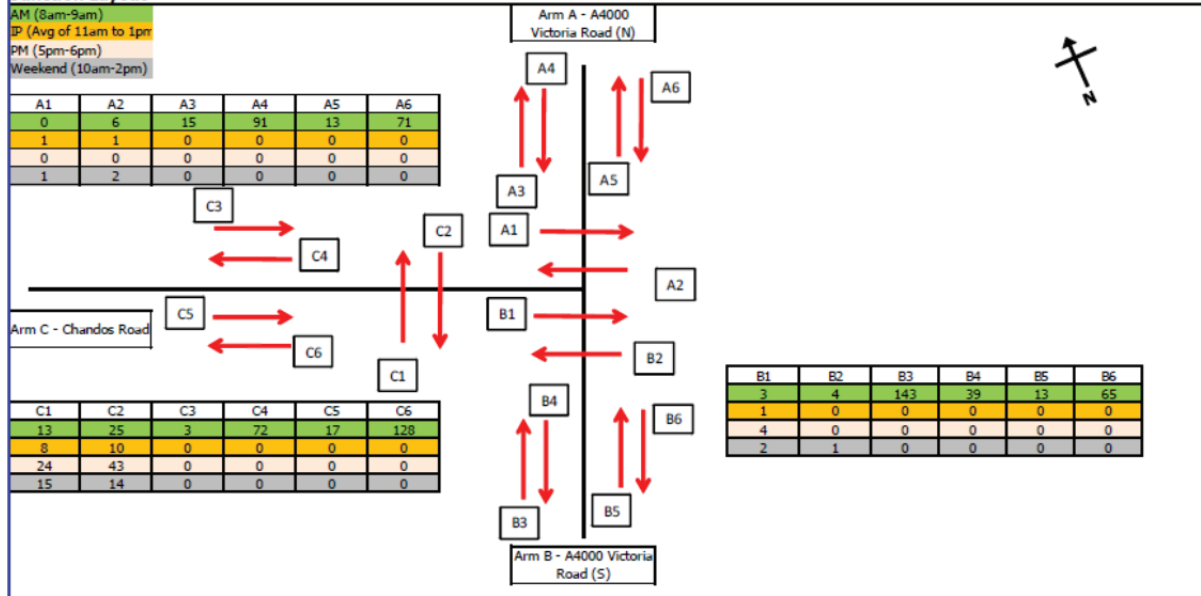 AM (8am-9am)
IP (Avg of 11am to 1pm
PM (5pm-6pm)
Weekend (10am-2pm)
Arm A - A4000
Victoria Road (N)
N
A4
A6
A3
A5
A1 A2 A3 A4 A5 A6
0 6 15 91 13 71
1 1 0 0 0 0
0 0 0 0 0 0
1 2 0 0 0 0
C3
C2
A1
C4
A2
C5
B1
Arm C - Chandos Road
C6
B2
C1
B4
B6
B3
B5
C1 C2 C3 C4 C5 C6
13 25 3 72 17 128
8 10 0 0 0 0
24 43 0 0 0 0
15 14 0 0 0 0
B1 B2 B3 B4 B5 B6
3 4 143 39 13 65
1 0 0 0 0 0
4 0 0 0 0 0
2 1 0 0 0 0
Arm B - A4000 Victoria
Road (S)